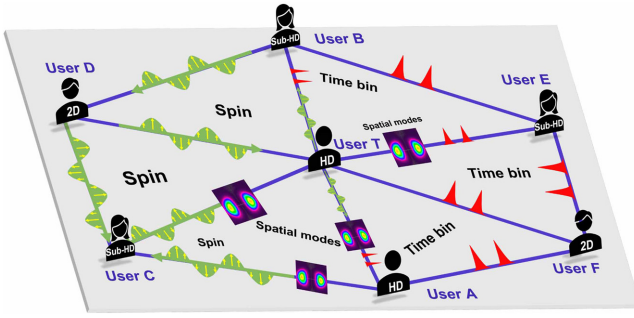 User B
Sub-HD
User D
Time bin
User E
2D
Spin
Spatial modes
User T
Sub-HD
HD
Spin
Time bin
Sub-HD
Spin
Spatial modes
Time bin
2D
User C
HD
User F
User A